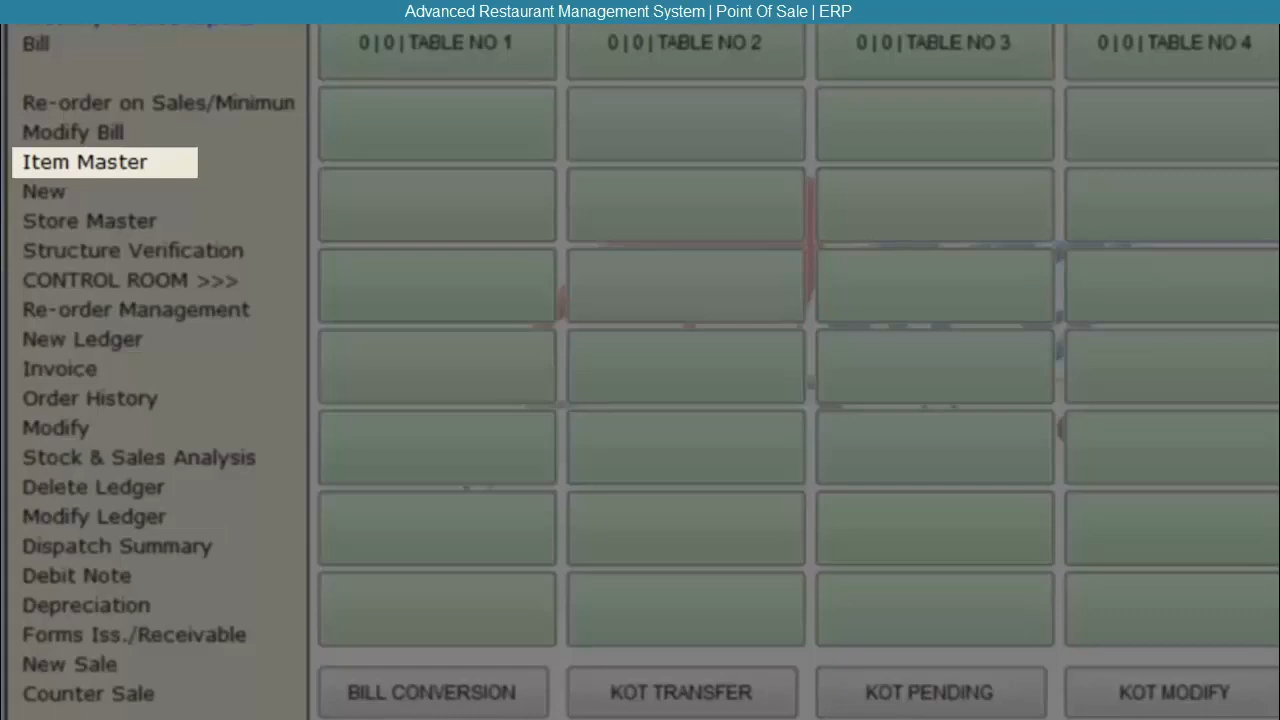 Advanced Restaurant Management System | Point Of Sale | ERP
Bill
0 | 0 | TABLE NO 1
0 | 0 | TABLE NO 2
0 | 0 | TABLE NO 3
0 | 0 | TABLE NO 4
Re-order on Sales/Minimun
Modify Bill
Item Master
New
Store Master
Structure Verification
CONTROL ROOM >>>
Re-order Management
New Ledger
Invoice
Order History
Modify
Stock & Sales Analysis
Delete Ledger
Modify Ledger
Dispatch Summary
Debit Note
Depreciation
Forms Iss./Receivable
New Sale
Counter Sale
BILL CONVERSION
KOT TRANSFER
KOT PENDING
KOT MODIFY